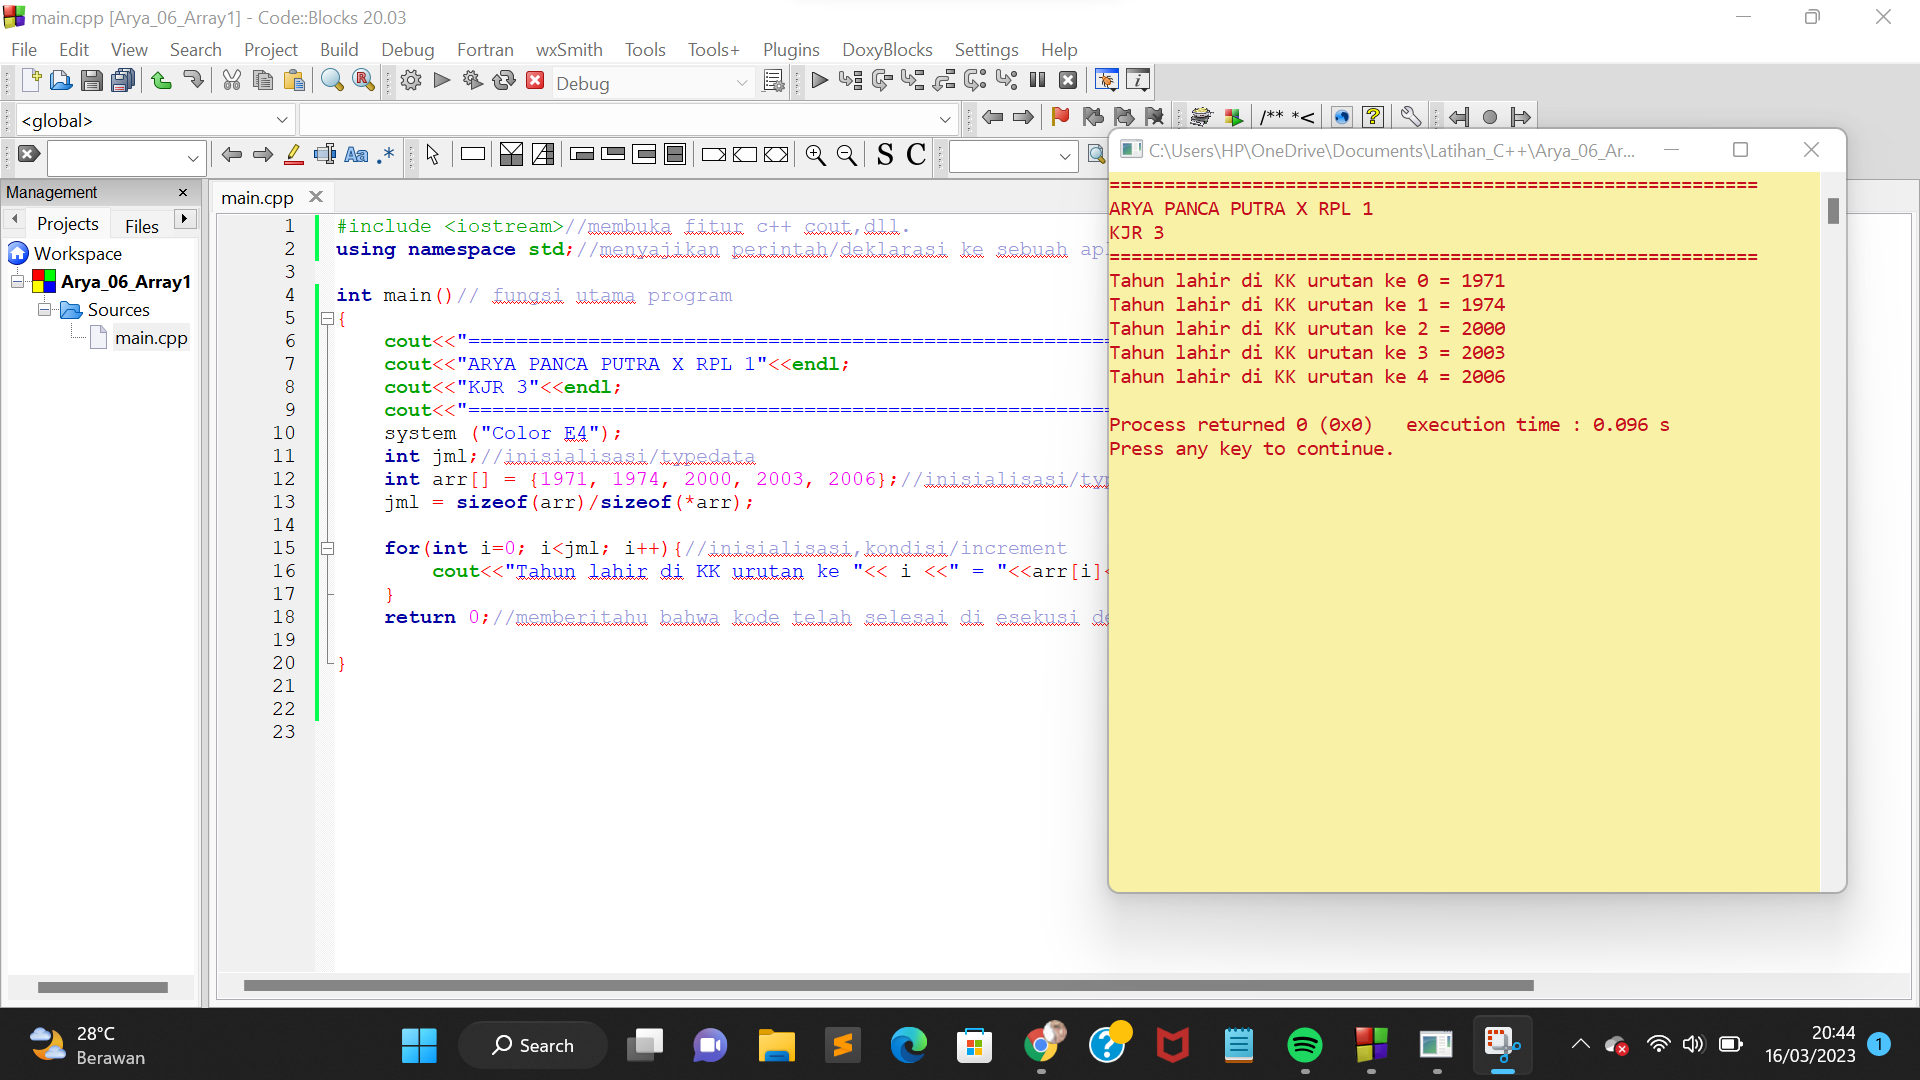 main.cpp [Arya_06_Array1] - Code::Blocks 20.03
File Edit View Search Project Build Debug Fortran wxSmith Tools Tools+ Plugins DoxyBlocks Settings Help
Debug
<global>
/** *<
Aa .* S C
Management
Projects Files
Workspace
Arya_06_Array1
Sources
main.cpp
main.cpp
1 #include <iostream>//membuka fitur c++ cout,dll.
2 using namespace std;//menyajikan perintah/deklarasi ke sebuah
3
4 int main()// fungsi utama program
5 {
6 cout<<"=====================================================
7 cout<<"ARYA PANCA PUTRA X RPL 1"<<endl;
8 cout<<"KJR 3"<<endl;
9 cout<<"=====================================================
10 system ("Color E4");
11 int jml;//inisialisasi/typedata
12 int arr[] = {1971, 1974, 2000, 2003, 2006};//inisialisasi/typ
13 jml = sizeof(arr)/sizeof(*arr);
14
15 for(int i=0; i<jml; i++){//inisialisasi,kondisi/increment
16 cout<<"Tahun lahir di KK urutan ke "<< i <<" = "<<arr[i]<
17 }
18 return 0;//memberitahu bahwa kode telah selesai di esekusi de
19
20 }
21
22
23
C:\Users\HP\OneDrive\Documents\Latihan_C++\Arya_06_Ar...
===========================================================
ARYA PANCA PUTRA X RPL 1
KJR 3
===========================================================
Tahun lahir di KK urutan ke 0 = 1971
Tahun lahir di KK urutan ke 1 = 1974
Tahun lahir di KK urutan ke 2 = 2000
Tahun lahir di KK urutan ke 3 = 2003
Tahun lahir di KK urutan ke 4 = 2006
Process returned 0 (0x0)   execution time : 0.096 s
Press any key to continue.
28°C
Berawan
Search
20:44
16/03/2023
1